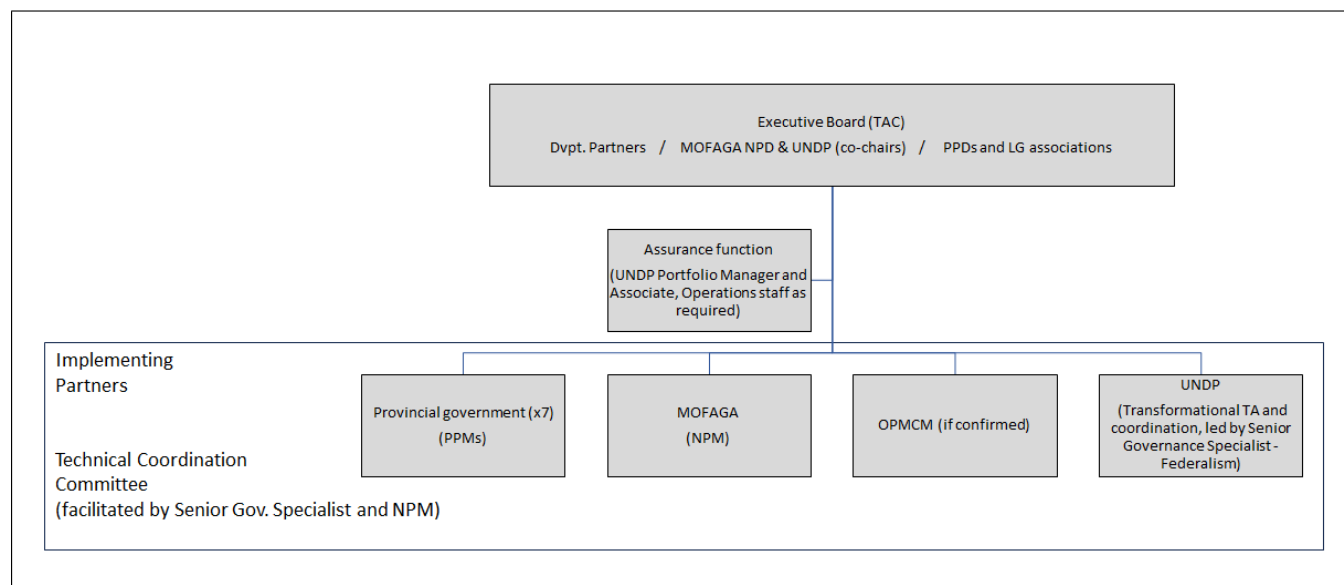 Executive Board (TAC)
Dvpt. Partners / MOFAGA NPD & UNDP (co-chairs) / PPDs and LG associations
Assurance function
(UNDP Portfolio Manager and
Associate, Operations staff as
required)
Implementing
Partners
Provincial government (x7)
(PPMs)
MOFAGA
(NPM)
OPMCM (if confirmed)
UNDP
(Transformational TA and
coordination, led by Senior
Governance Specialist -
Federalism)
Technical Coordination
Committee
(facilitated by Senior Gov. Specialist and NPM)